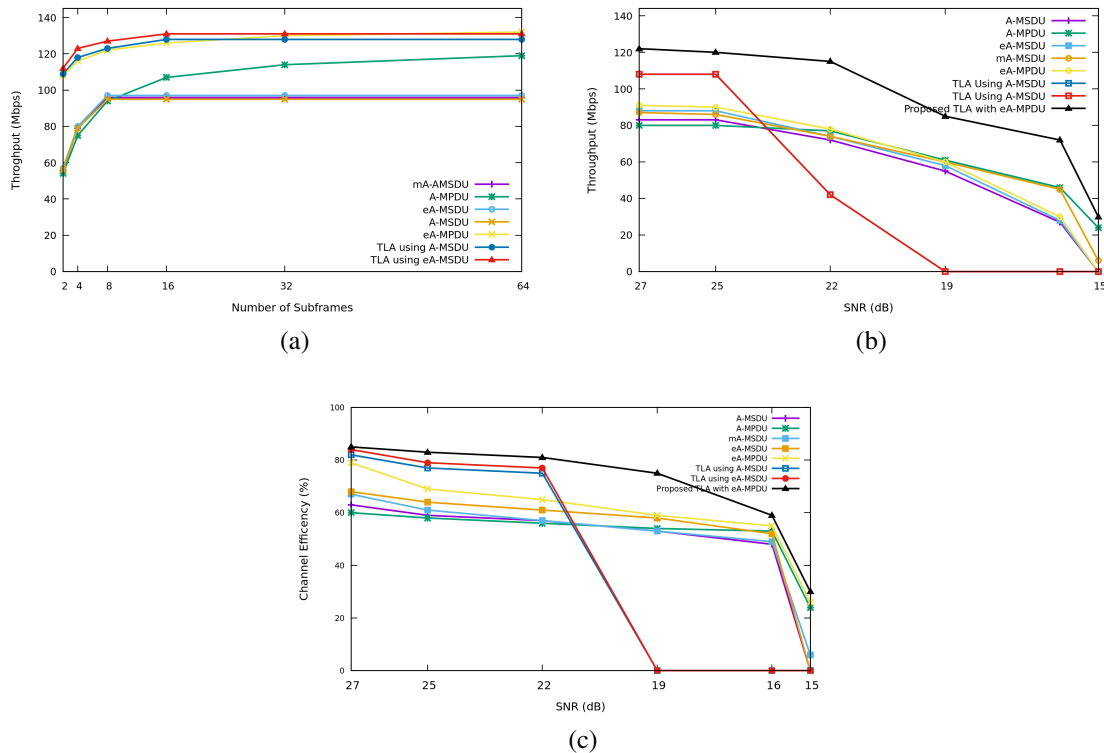 140
120
100
80
60
40
20
0
Throghput (Mbps)
mA-AMSDU
A-MPDU
eA-MSDU
A-MSDU
eA-MPDU
TLA using A-MSDU
TLA using eA-MSDU
2 4 8 16 32 64
Number of Subframes
(a)
140
120
100
80
60
40
20
0
Throughput (Mbps)
A-MSDU
A-MPDU
eA-MSDU
mA-MSDU
eA-MPDU
TLA Using A-MSDU
TLA Using A-MSDU
Proposed TLA with eA-MPDU
27 25 22 19 15
SNR (dB)
(b)
100
80
60
40
20
0
Channel Efficency (%)
A-MSDU
A-MPDU
mA-MSDU
eA-MSDU
eA-MPDU
TLA using A-MSDU
TLA using eA-MSDU
Proposed TLA with eA-MPDU
27 25 22 19 16 15
SNR (dB)
(c)